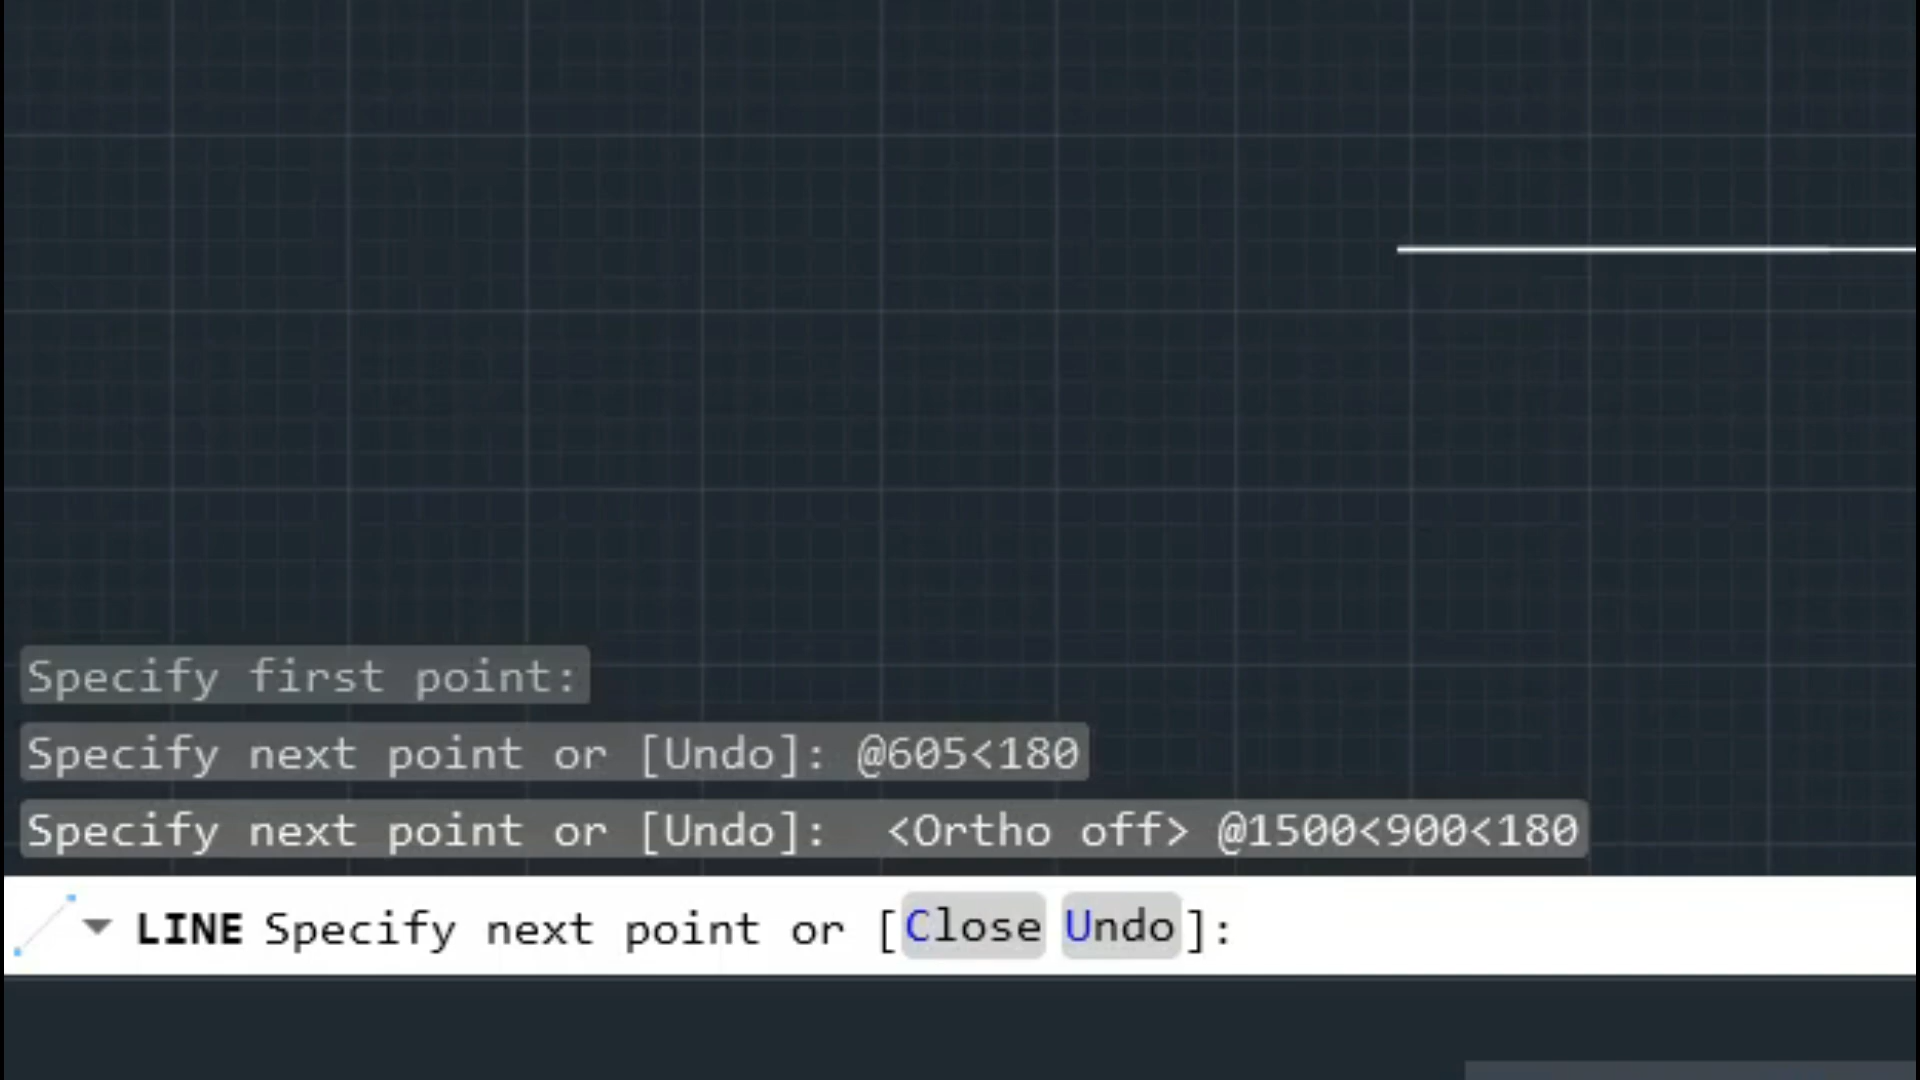 Specify first point:
Specify next point or [Undo]: @605<180
Specify next point or [Undo]:  <Ortho off> @1500<900<180
LINE Specify next point or [Close Undo]: